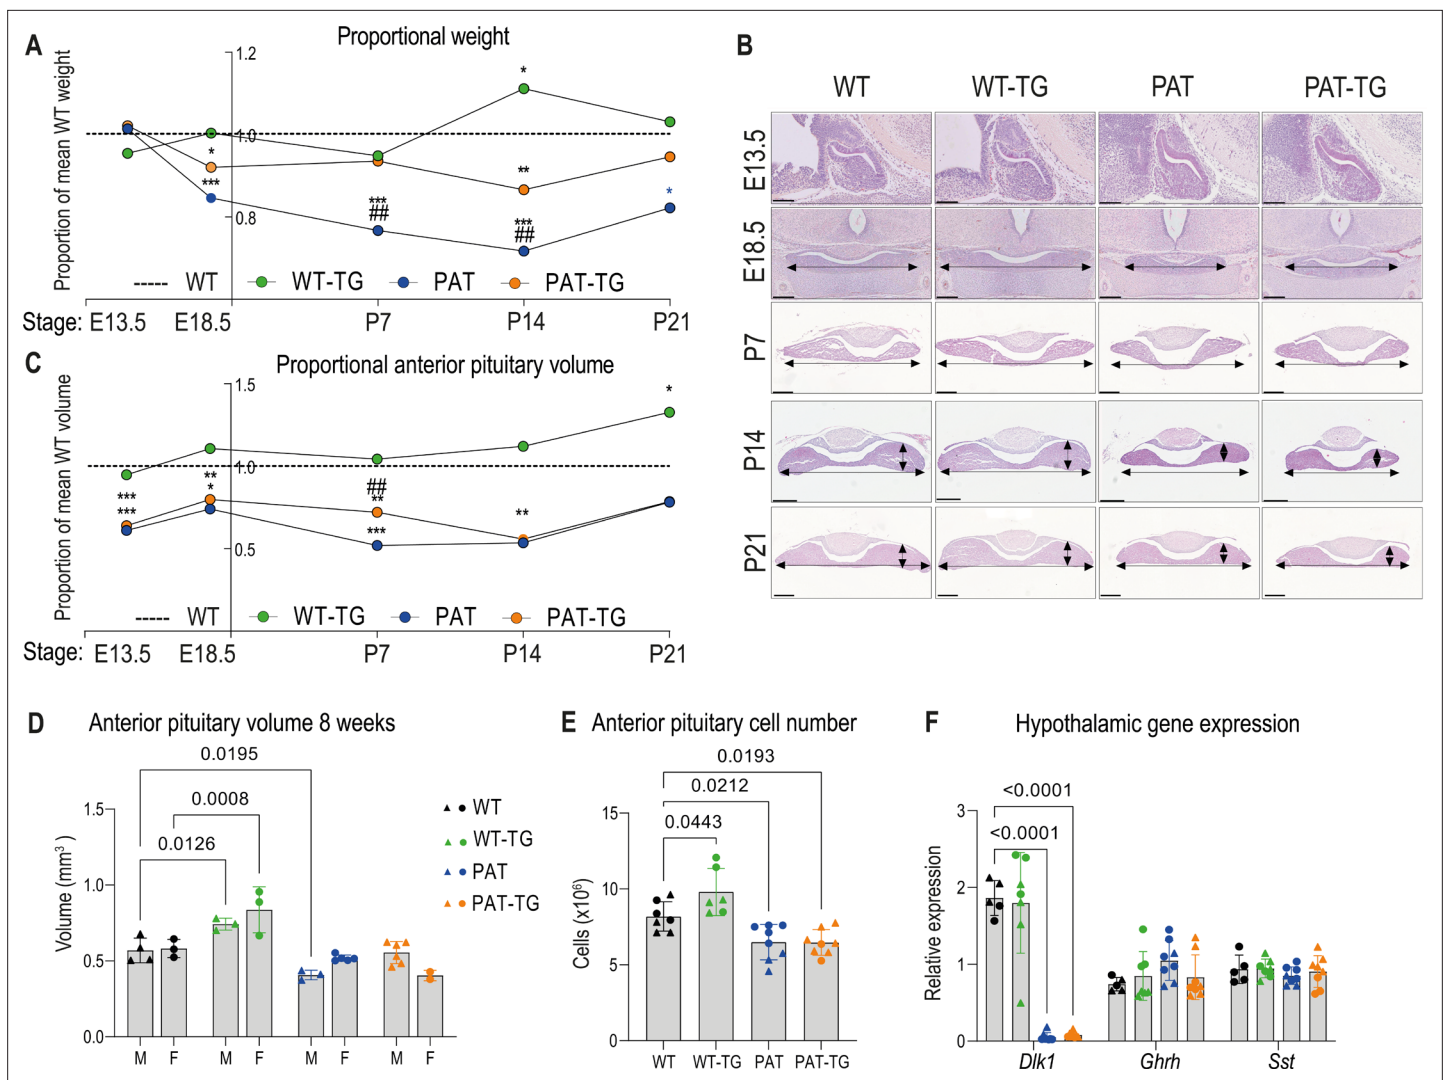 A
Proportional weight
Proportion of mean WT weight
1.2
1.0
0.8
*
*
***
***
##
**
***
##
*
WT
WT-TG
PAT
PAT-TG
Stage: E13.5 E18.5 P7 P14 P21
B
WT WT-TG PAT PAT-TG
E13.5
E18.5
P7
P14
P21
C
Proportional anterior pituitary volume
Proportion of mean WT volume
1.5
1.0
0.5
***
***
**
*
##
**
***
**
*
WT
WT-TG
PAT
PAT-TG
Stage: E13.5 E18.5 P7 P14 P21
D
Anterior pituitary volume 8 weeks
0.0195
0.0008
0.0126
Volume (mm³)
1.5
1.0
0.5
0.0
M F M F M F M F
WT
WT-TG
PAT
PAT-TG
E
Anterior pituitary cell number
0.0193
0.0212
0.0443
Cells (x10⁶)
15
10
5
0
WT WT-TG PAT PAT-TG
F
Hypothalamic gene expression
<0.0001
<0.0001
Relative expression
3
2
1
0
Dlk1 Ghrh Sst